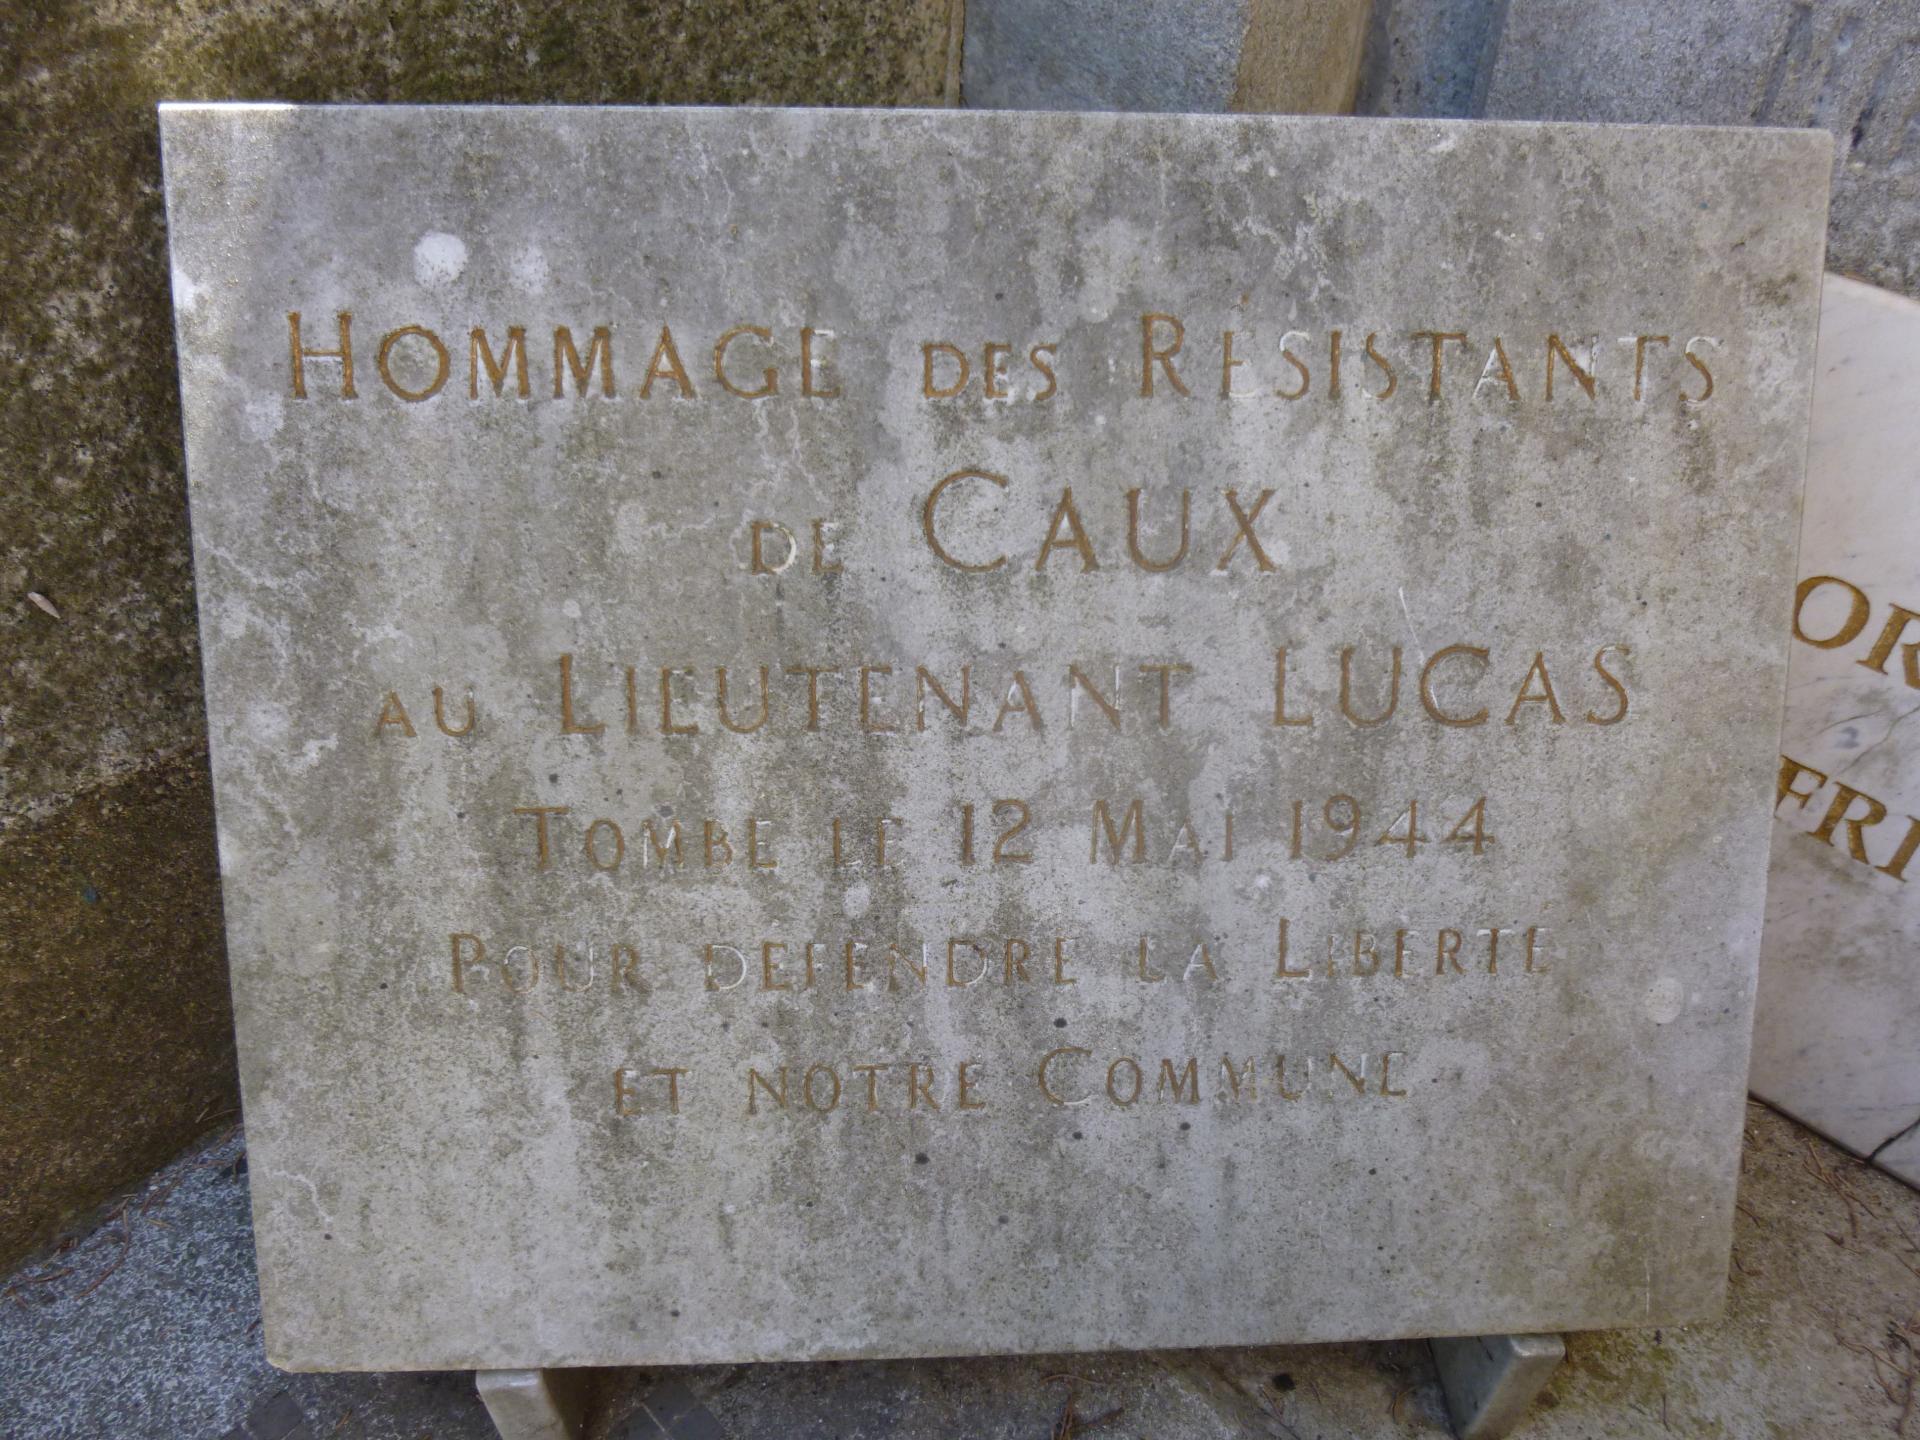 HOMMAGE DES RÉSISTANTS
DE CAUX
AU LIEUTENANT LUCAS
TOMBE LE 12 MAI 1944
POUR DEFENDRE LA LIBERTE
ET NOTRE COMMUNE